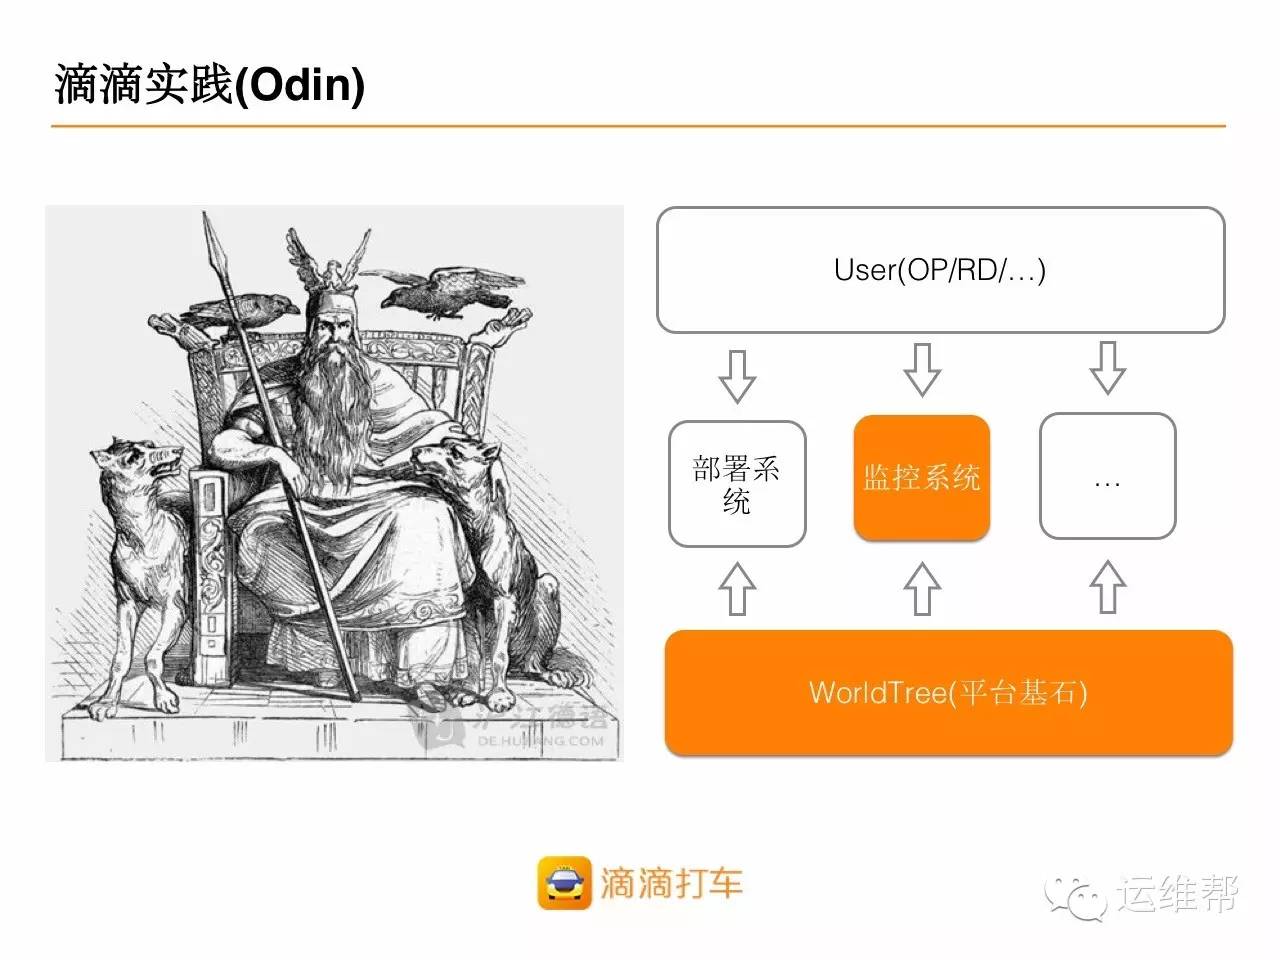 滴滴实践(Odin)
User(OP/RD/...)
部署系
统
监控系统
...
WorldTree(平台基石)
沪江德语
DE.HUJIANG.COM
滴滴打车
运维帮